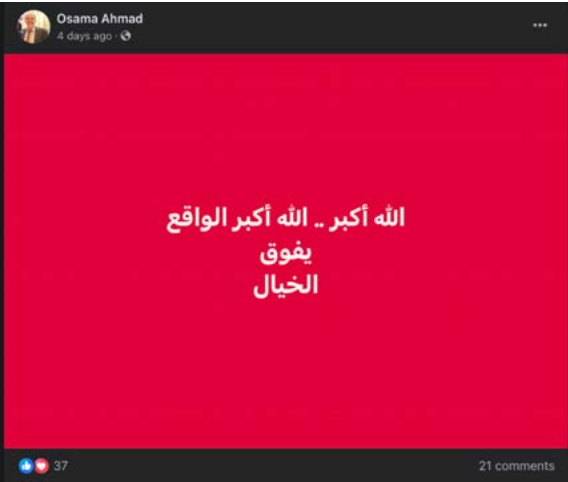 Osama Ahmad
4 days ago ·
الله أكبر .. الله أكبر الواقع
يفوق
الخيال
37
21 comments